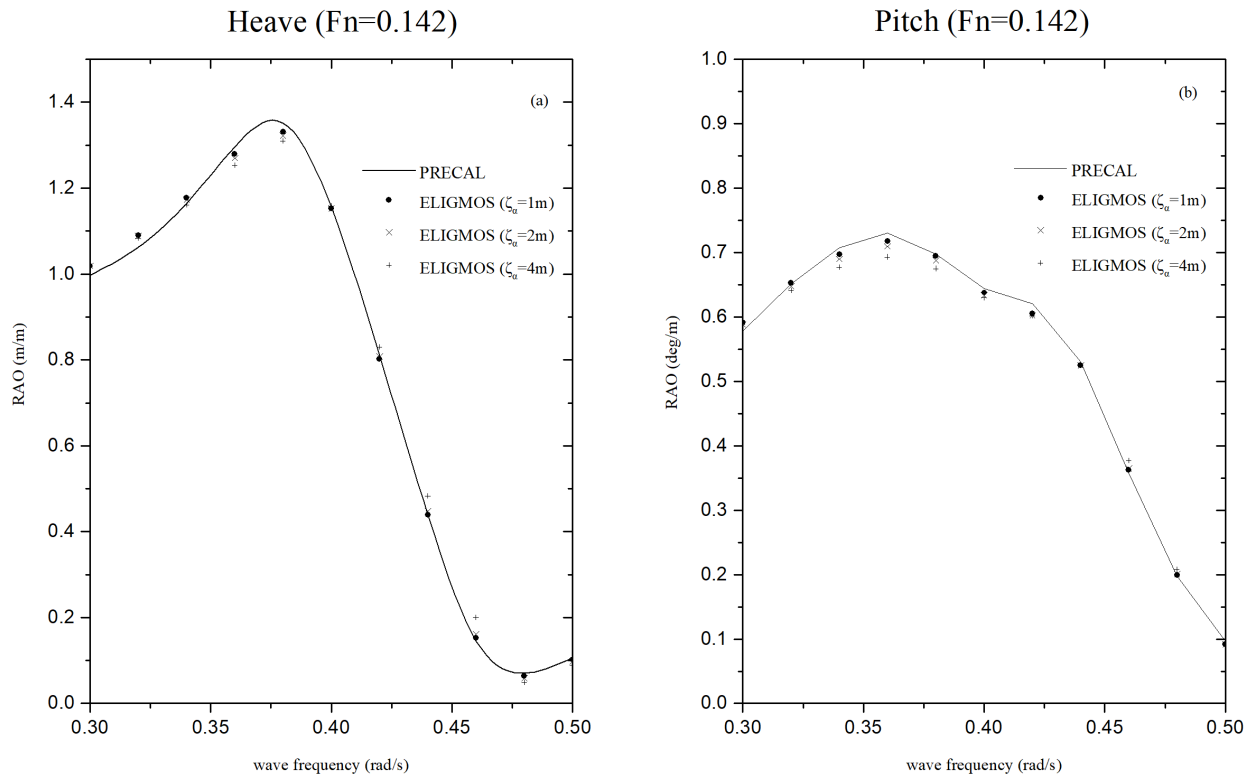 Heave (Fn=0.142)
(a)
1.4
1.2
1.0
0.8
0.6
0.4
0.2
0.0
RAO (m/m)
PRECAL
ELIGMOS (ζα=1m)
ELIGMOS (ζα=2m)
ELIGMOS (ζα=4m)
0.30 0.35 0.40 0.45 0.50
wave frequency (rad/s)
Pitch (Fn=0.142)
(b)
1.0
0.9
0.8
0.7
0.6
0.5
0.4
0.3
0.2
0.1
0.0
RAO (deg/m)
PRECAL
ELIGMOS (ζα=1m)
ELIGMOS (ζα=2m)
ELIGMOS (ζα=4m)
0.30 0.35 0.40 0.45 0.50
wave frequency (rad/s)